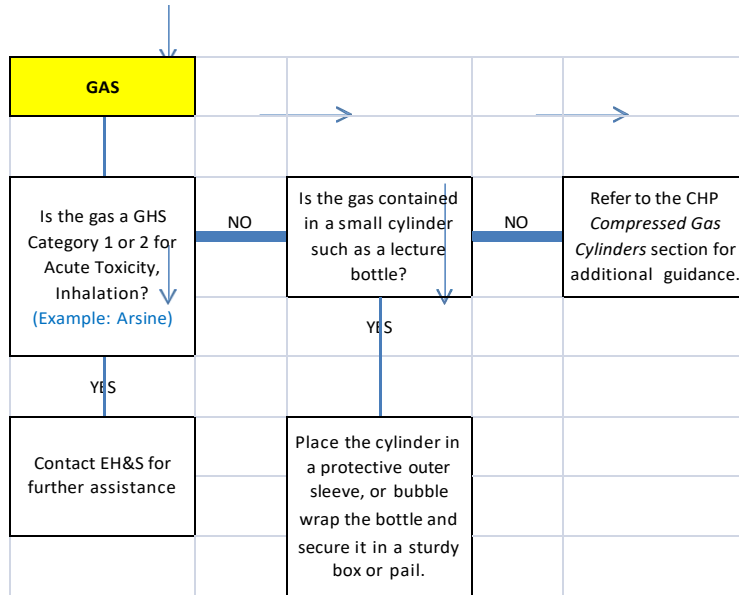 GAS
Is the gas a GHS
Category 1 or 2 for
Acute Toxicity,
Inhalation?
(Example: Arsine)
NO
Is the gas contained
in a small cylinder
such as a lecture
bottle?
NO
Refer to the CHP
Compressed Gas
Cylinders section for
additional guidance.
YES
YES
Contact EH&S for
further assistance
Place the cylinder in
a protective outer
sleeve, or bubble
wrap the bottle and
secure it in a sturdy
box or pail.